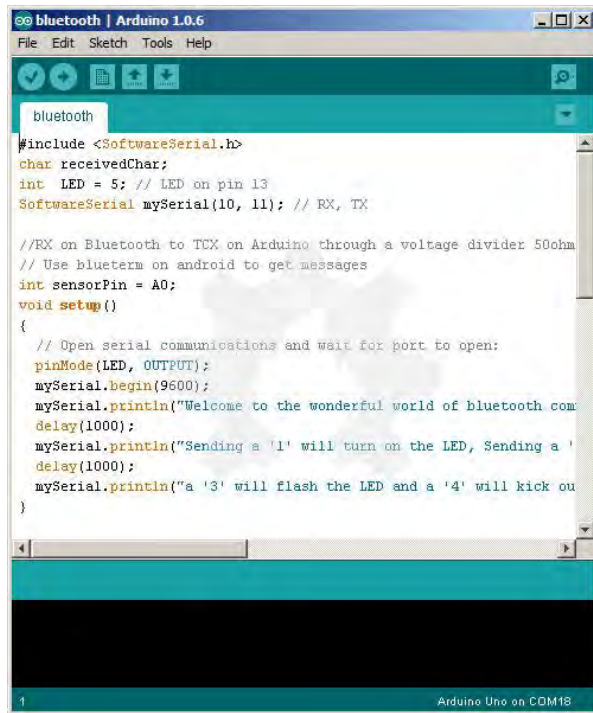 bluetooth | Arduino 1.0.6
File Edit Sketch Tools Help
bluetooth
#include <SoftwareSerial.h>
char receivedChar;
int  LED = 5; // LED on pin 13
SoftwareSerial mySerial(10, 11); // RX, TX
//RX on Bluetooth to TCX on Arduino through a voltage divider 50ohm
// Use blueterm on android to get messages
int sensorPin = A0;
void setup()
{
  // Open serial communications and wait for port to open:
  pinMode(LED, OUTPUT);
  mySerial.begin(9600);
  mySerial.println("Welcome to the wonderful world of bluetooth com
  delay(1000);
  mySerial.println("Sending a '1' will turn on the LED, Sending a '
  delay(1000);
  mySerial.println("a '3' will flash the LED and a '4' will kick ou
}
1
Arduino Uno on COM18